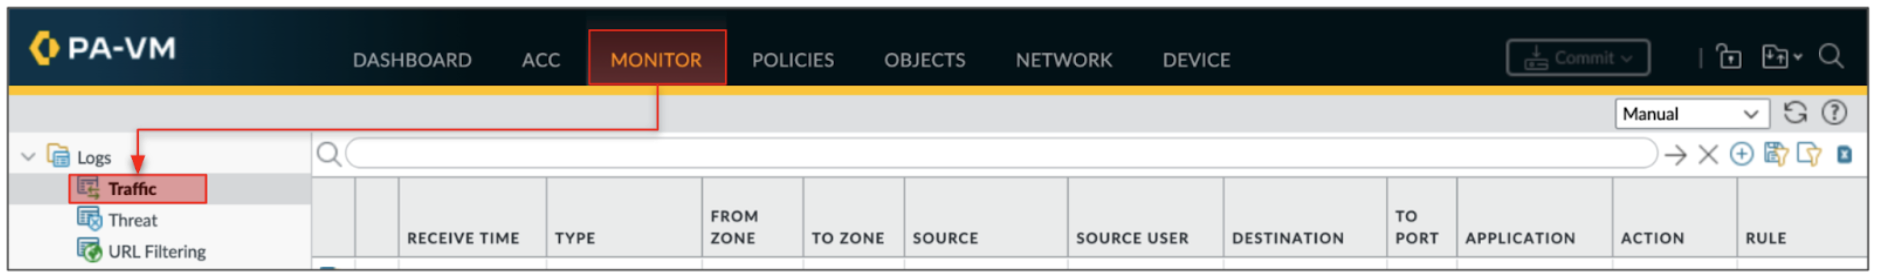 PA-VM
DASHBOARD ACC MONITOR POLICIES OBJECTS NETWORK DEVICE Commit
Manual
Logs
Traffic
Threat
URL Filtering
RECEIVE TIME TYPE FROM ZONE TO ZONE SOURCE SOURCE USER DESTINATION TO PORT APPLICATION ACTION RULE